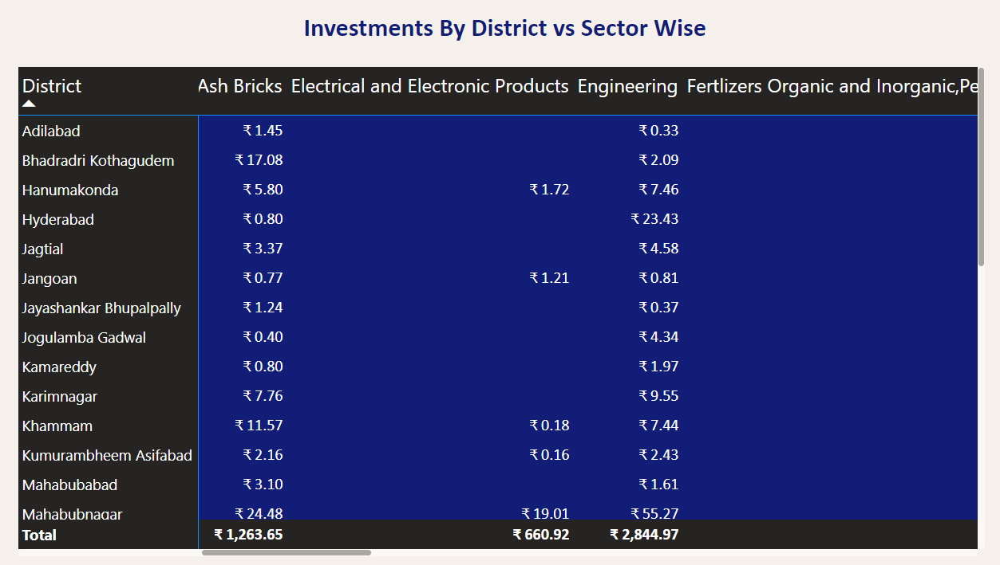 Investments By District vs Sector Wise
District Ash Bricks Electrical and Electronic Products Engineering Fertlizers Organic and Inorganic,Pe
Adilabad ₹ 1.45 ₹ 0.33
Bhadradri Kothagudem ₹ 17.08 ₹ 2.09
Hanumakonda ₹ 5.80 ₹ 1.72 ₹ 7.46
Hyderabad ₹ 0.80 ₹ 23.43
Jagtial ₹ 3.37 ₹ 4.58
Jangoan ₹ 0.77 ₹ 1.21 ₹ 0.81
Jayashankar Bhupalpally ₹ 1.24 ₹ 0.37
Jogulamba Gadwal ₹ 0.40 ₹ 4.34
Kamareddy ₹ 0.80 ₹ 1.97
Karimnagar ₹ 7.76 ₹ 9.55
Khammam ₹ 11.57 ₹ 0.18 ₹ 7.44
Kumurambheem Asifabad ₹ 2.16 ₹ 0.16 ₹ 2.43
Mahabubabad ₹ 3.10 ₹ 1.61
Mahabubnagar ₹ 24.48 ₹ 19.01 ₹ 55.27
Total ₹ 1,263.65 ₹ 660.92 ₹ 2,844.97